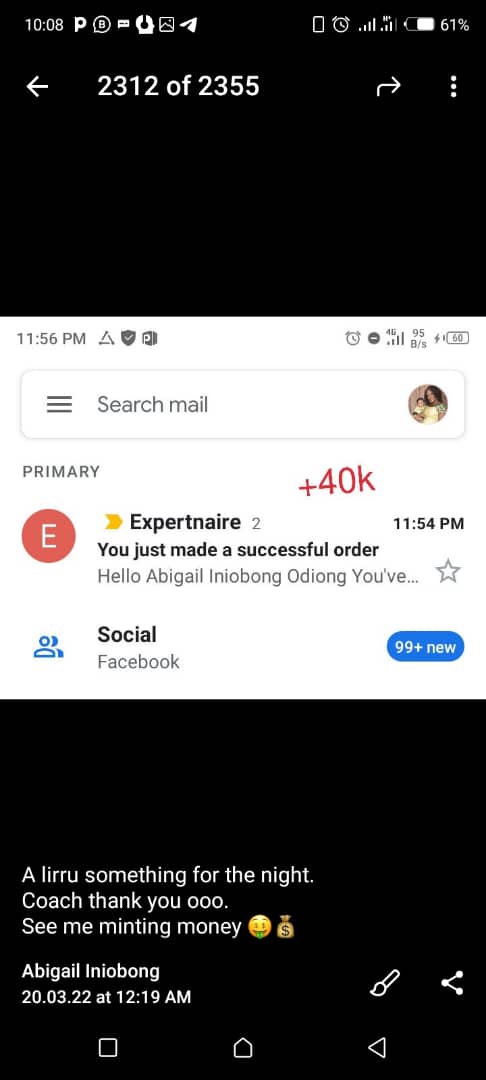 10:08 61%
2312 of 2355
11:56 PM 4G 95 B/s 60
Search mail
PRIMARY
+40k
E Expertnaire 2 11:54 PM
You just made a successful order
Hello Abigail Iniobong Odiong You've...
Social
Facebook 99+ new
A lirru something for the night.
Coach thank you ooo.
See me minting money 🤑💰
Abigail Iniobong
20.03.22 at 12:19 AM